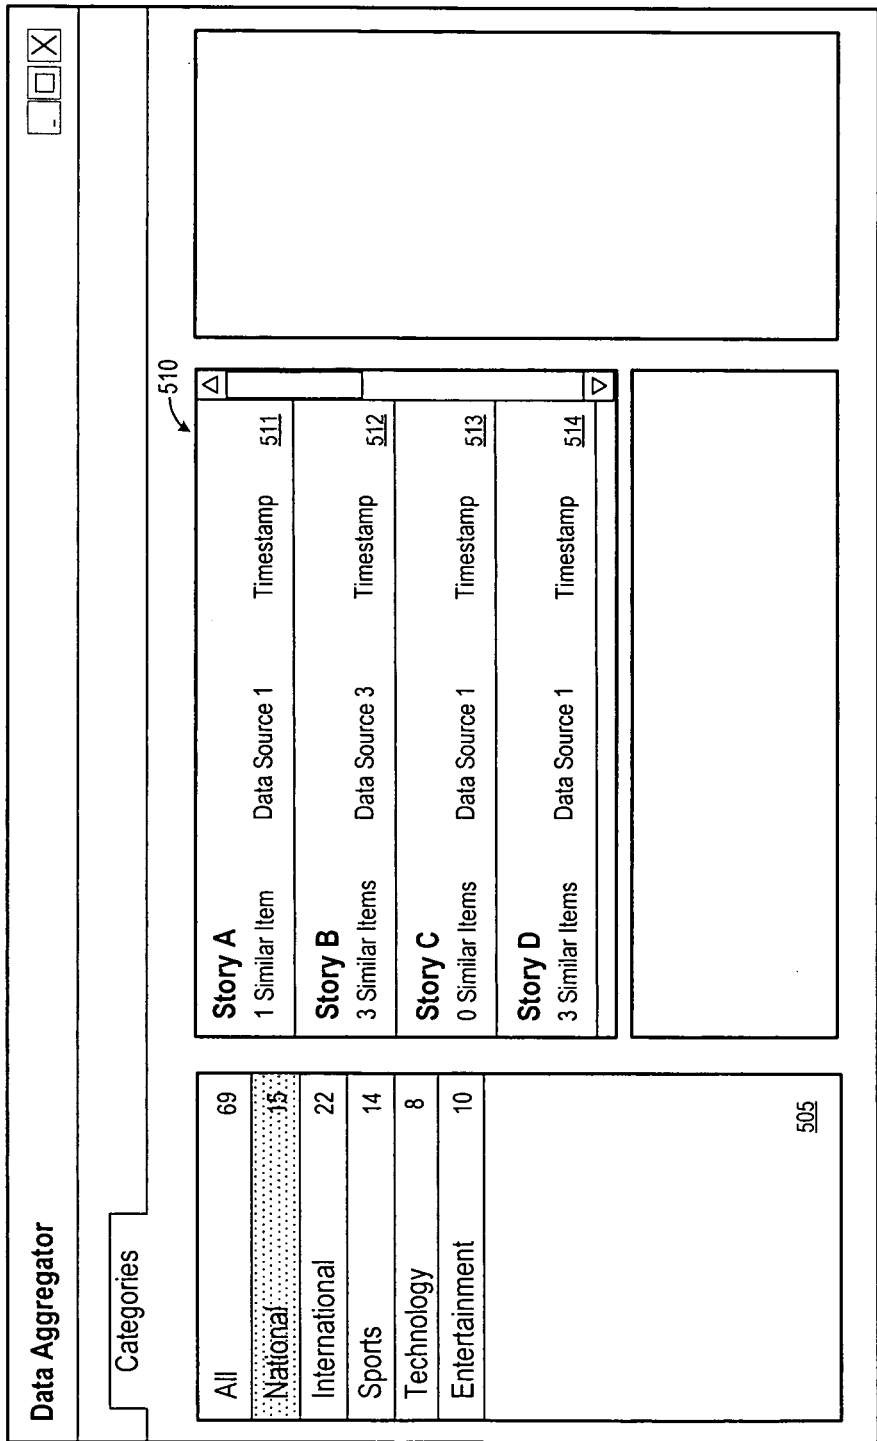 Data Aggregator
Categories
All 69
National 15
International 22
Sports 14
Technology 8
Entertainment 10
505
510
Story A
1 Similar Item Data Source 1 Timestamp 511
Story B
3 Similar Items Data Source 3 Timestamp 512
Story C
0 Similar Items Data Source 1 Timestamp 513
Story D
3 Similar Items Data Source 1 Timestamp 514